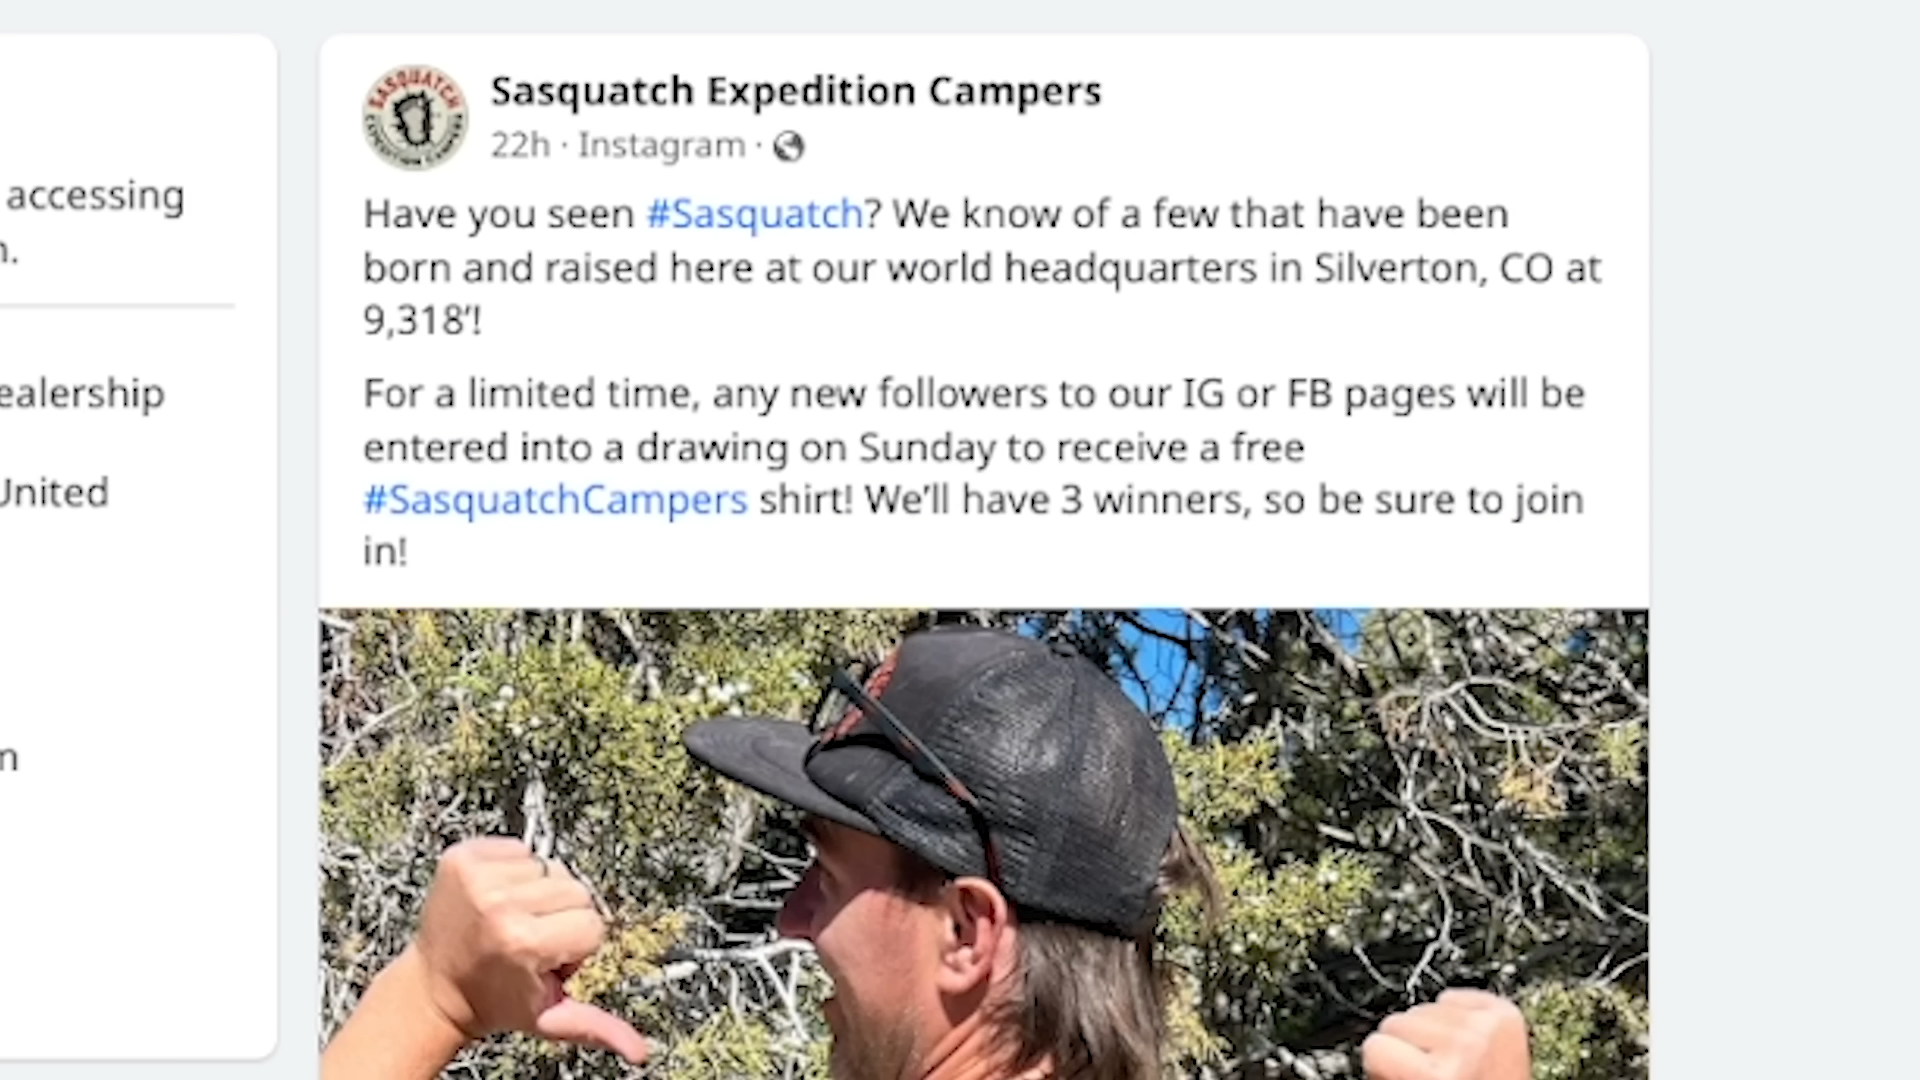 accessing
n.
ealership
United
m
SASQUATCH
EXPEDITION CAMPERS
Sasquatch Expedition Campers
22h · Instagram ·
Have you seen #Sasquatch? We know of a few that have been
born and raised here at our world headquarters in Silverton, CO at
9,318’!
For a limited time, any new followers to our IG or FB pages will be
entered into a drawing on Sunday to receive a free
#SasquatchCampers shirt! We’ll have 3 winners, so be sure to join
in!